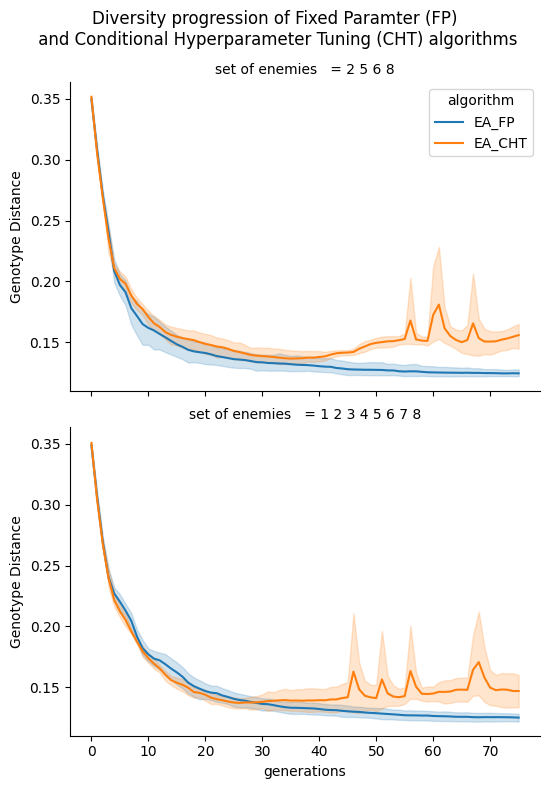 Diversity progression of Fixed Paramter (FP)
and Conditional Hyperparameter Tuning (CHT) algorithms
set of enemies = 2 5 6 8
0.35
0.30
0.25
0.20
0.15
Genotype Distance
algorithm
EA_FP
EA_CHT
set of enemies = 1 2 3 4 5 6 7 8
0.35
0.30
0.25
0.20
0.15
Genotype Distance
0 10 20 30 40 50 60 70
generations